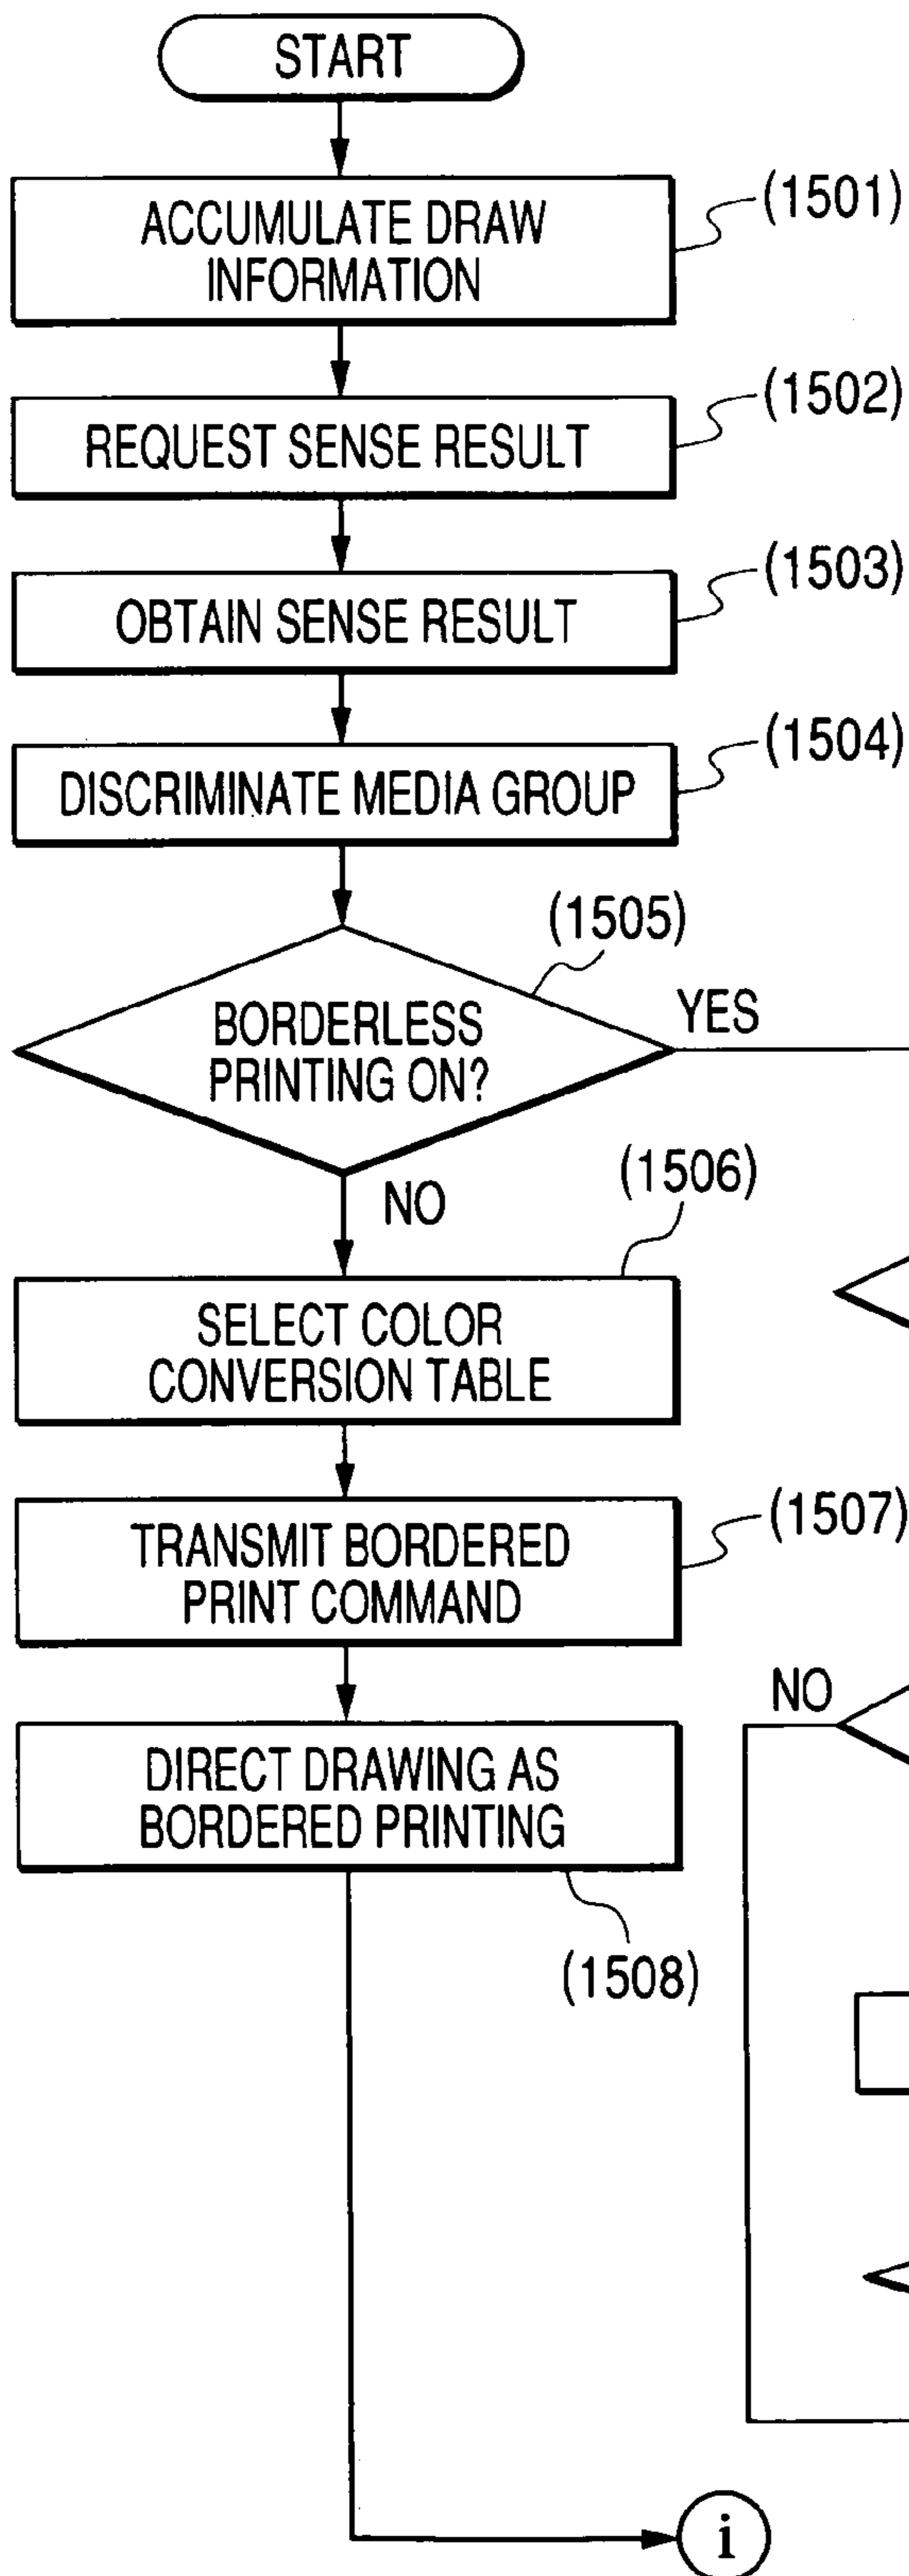 START
ACCUMULATE DRAW
INFORMATION
(1501)
REQUEST SENSE RESULT
(1502)
OBTAIN SENSE RESULT
(1503)
DISCRIMINATE MEDIA GROUP
(1504)
(1505)
BORDERLESS
PRINTING ON?
YES
NO
(1506)
SELECT COLOR
CONVERSION TABLE
TRANSMIT BORDERED
PRINT COMMAND
(1507)
NO
DIRECT DRAWING AS
BORDERED PRINTING
(1508)
i